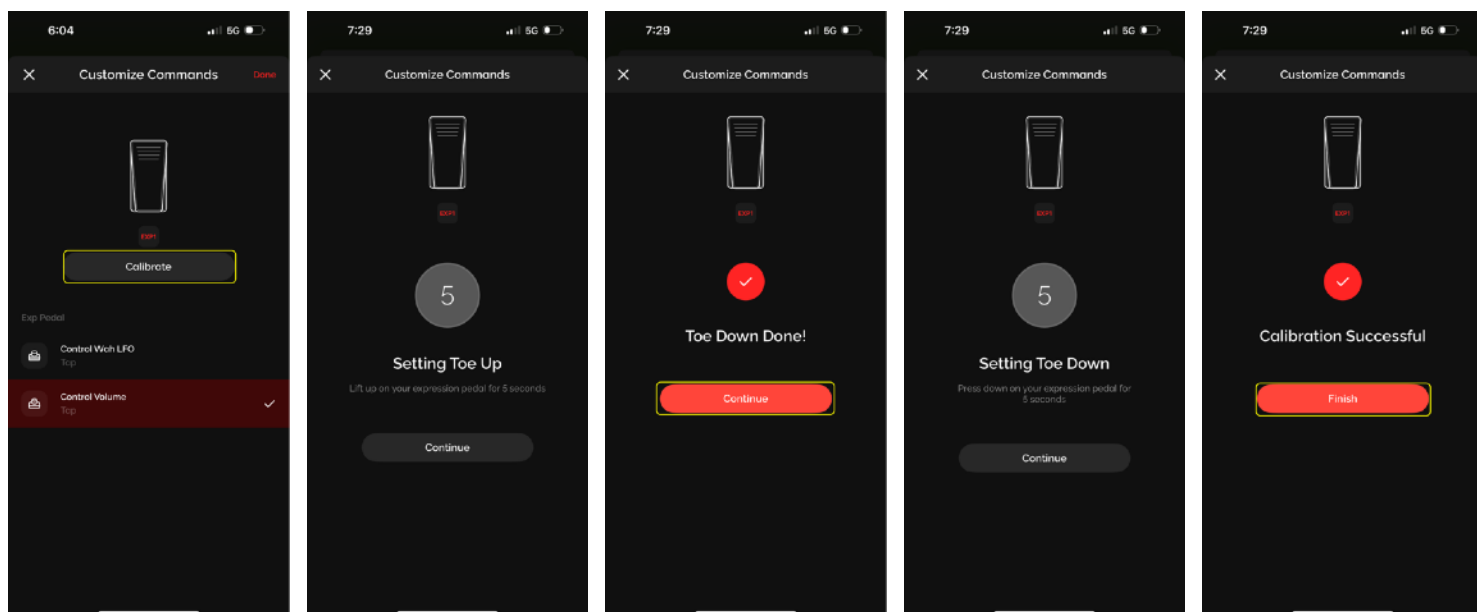 6:04
5G
Customize Commands
Done
EXP1
Calibrate
Exp Pedal
Control Wah LFO
Top
Control Volume
Top
7:29
5G
Customize Commands
EXP1
5
Setting Toe Up
Lift up on your expression pedal for 5 seconds
Continue
7:29
5G
Customize Commands
EXP1
Toe Down Done!
Continue
7:29
5G
Customize Commands
EXP1
5
Setting Toe Down
Press down on your expression pedal for
5 seconds
Continue
7:29
5G
Customize Commands
EXP1
Calibration Successful
Finish